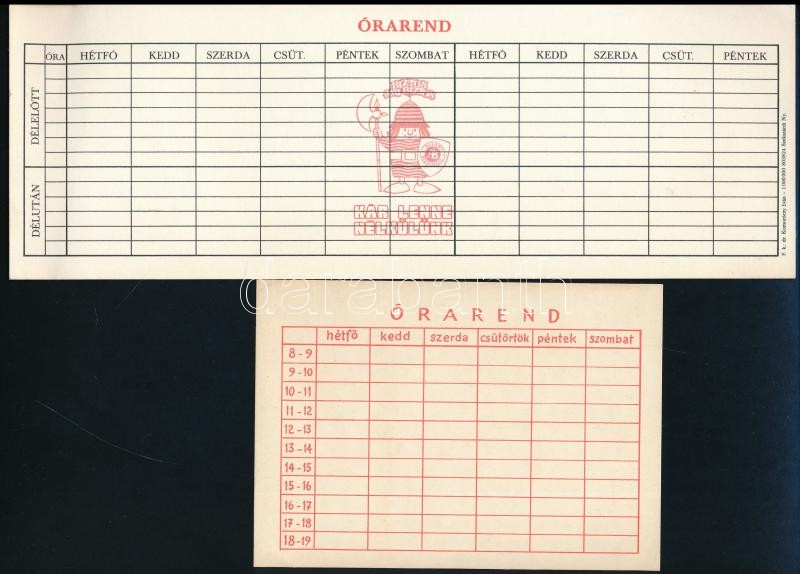 ÓRARED
ÓRA HÉTFŐ KEDD SZERDA CSÜT. PÉNTEK SZOMBAT HÉTFŐ KEDD SZERDA CSÜT. PÉNTEK
DÉLELŐTT
DÉLUTÁN
KÁR LENNE
NÉLKÜLÜNK
darabanth
ÓRAREND
hétfő kedd szerda csütörtök péntek szombat
8-9
9-10
10-11
11-12
12-13
13-14
14-15
15-16
16-17
17-18
18-19